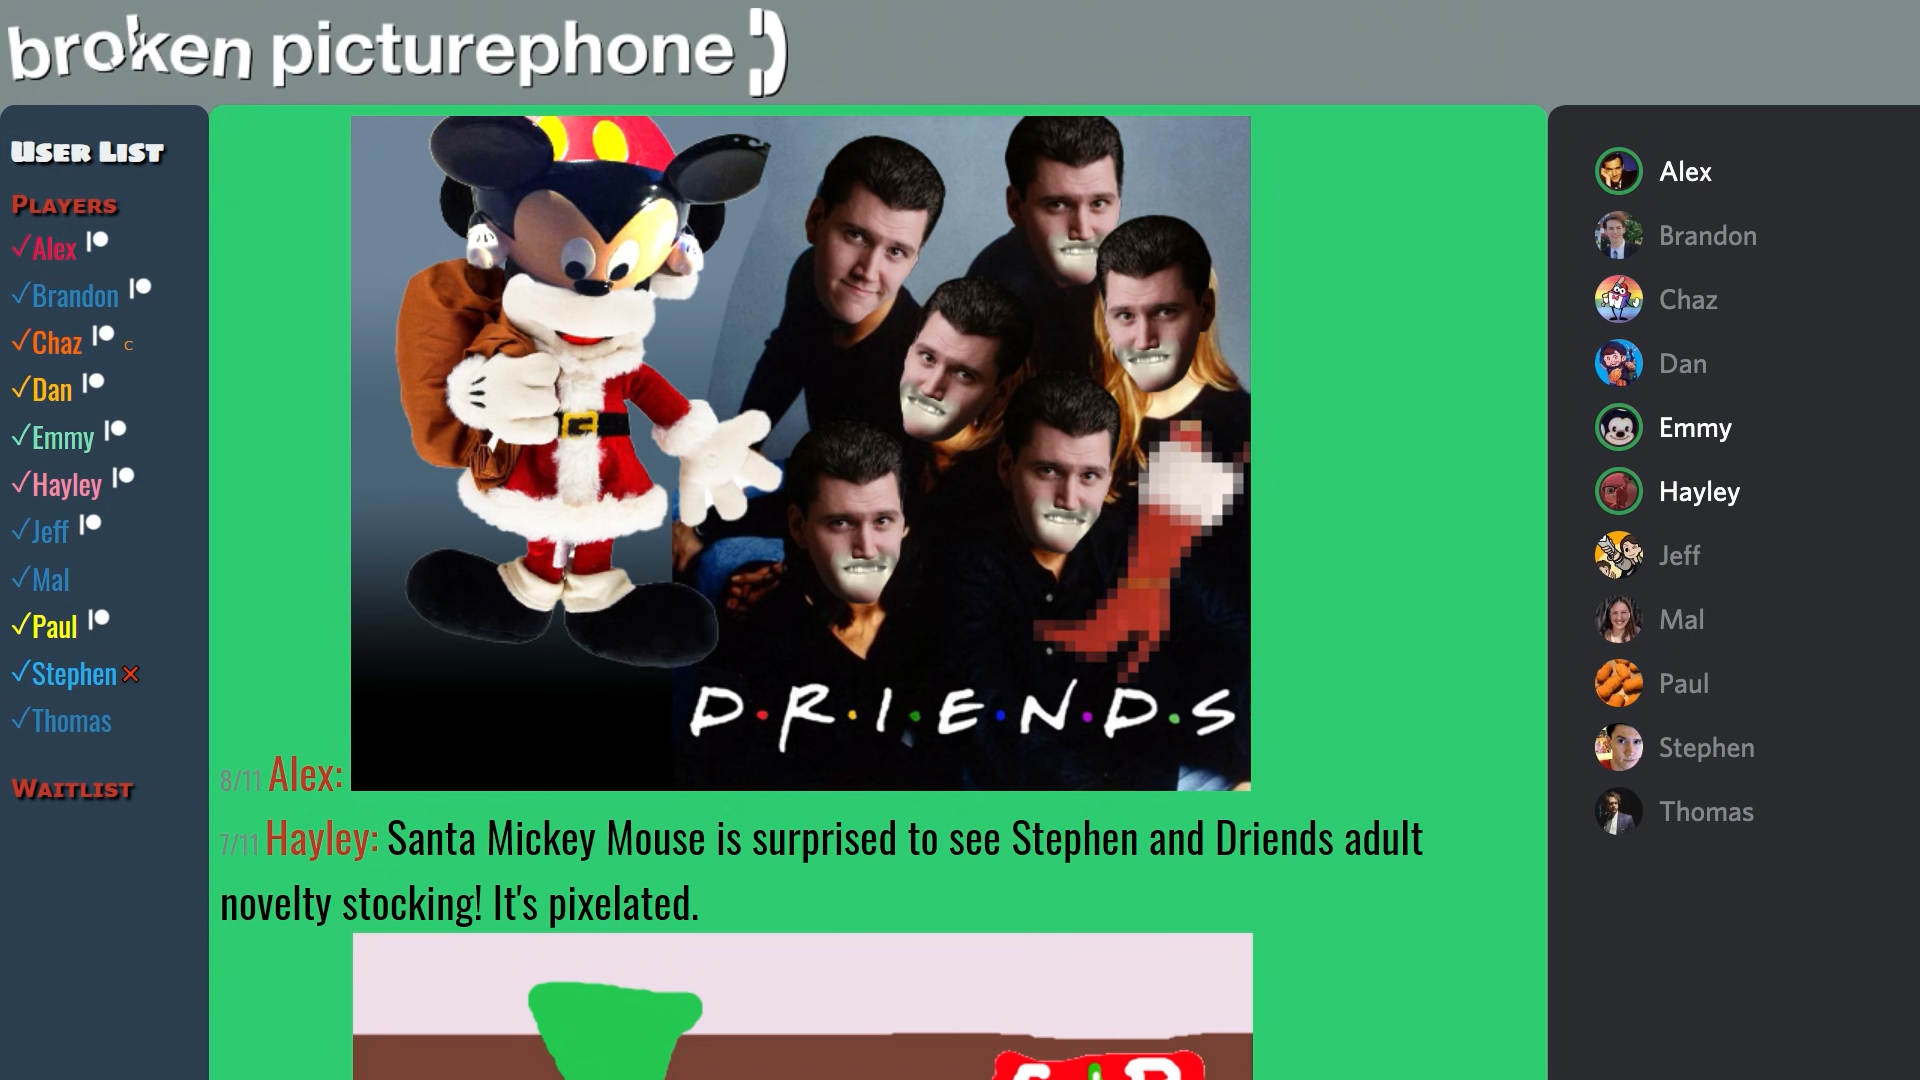 broken picturephone
User List
Players
✓Alex
✓Brandon
✓Chaz c
✓Dan
✓Emmy
✓Hayley
✓Jeff
✓Mal
✓Paul
✓Stephen ✕
✓Thomas
Waitlist
D·R·I·E·N·D·S
8/11 Alex:
7/11 Hayley: Santa Mickey Mouse is surprised to see Stephen and Driends adult
novelty stocking! It's pixelated.
Alex
Brandon
Chaz
Dan
Emmy
Hayley
Jeff
Mal
Paul
Stephen
Thomas